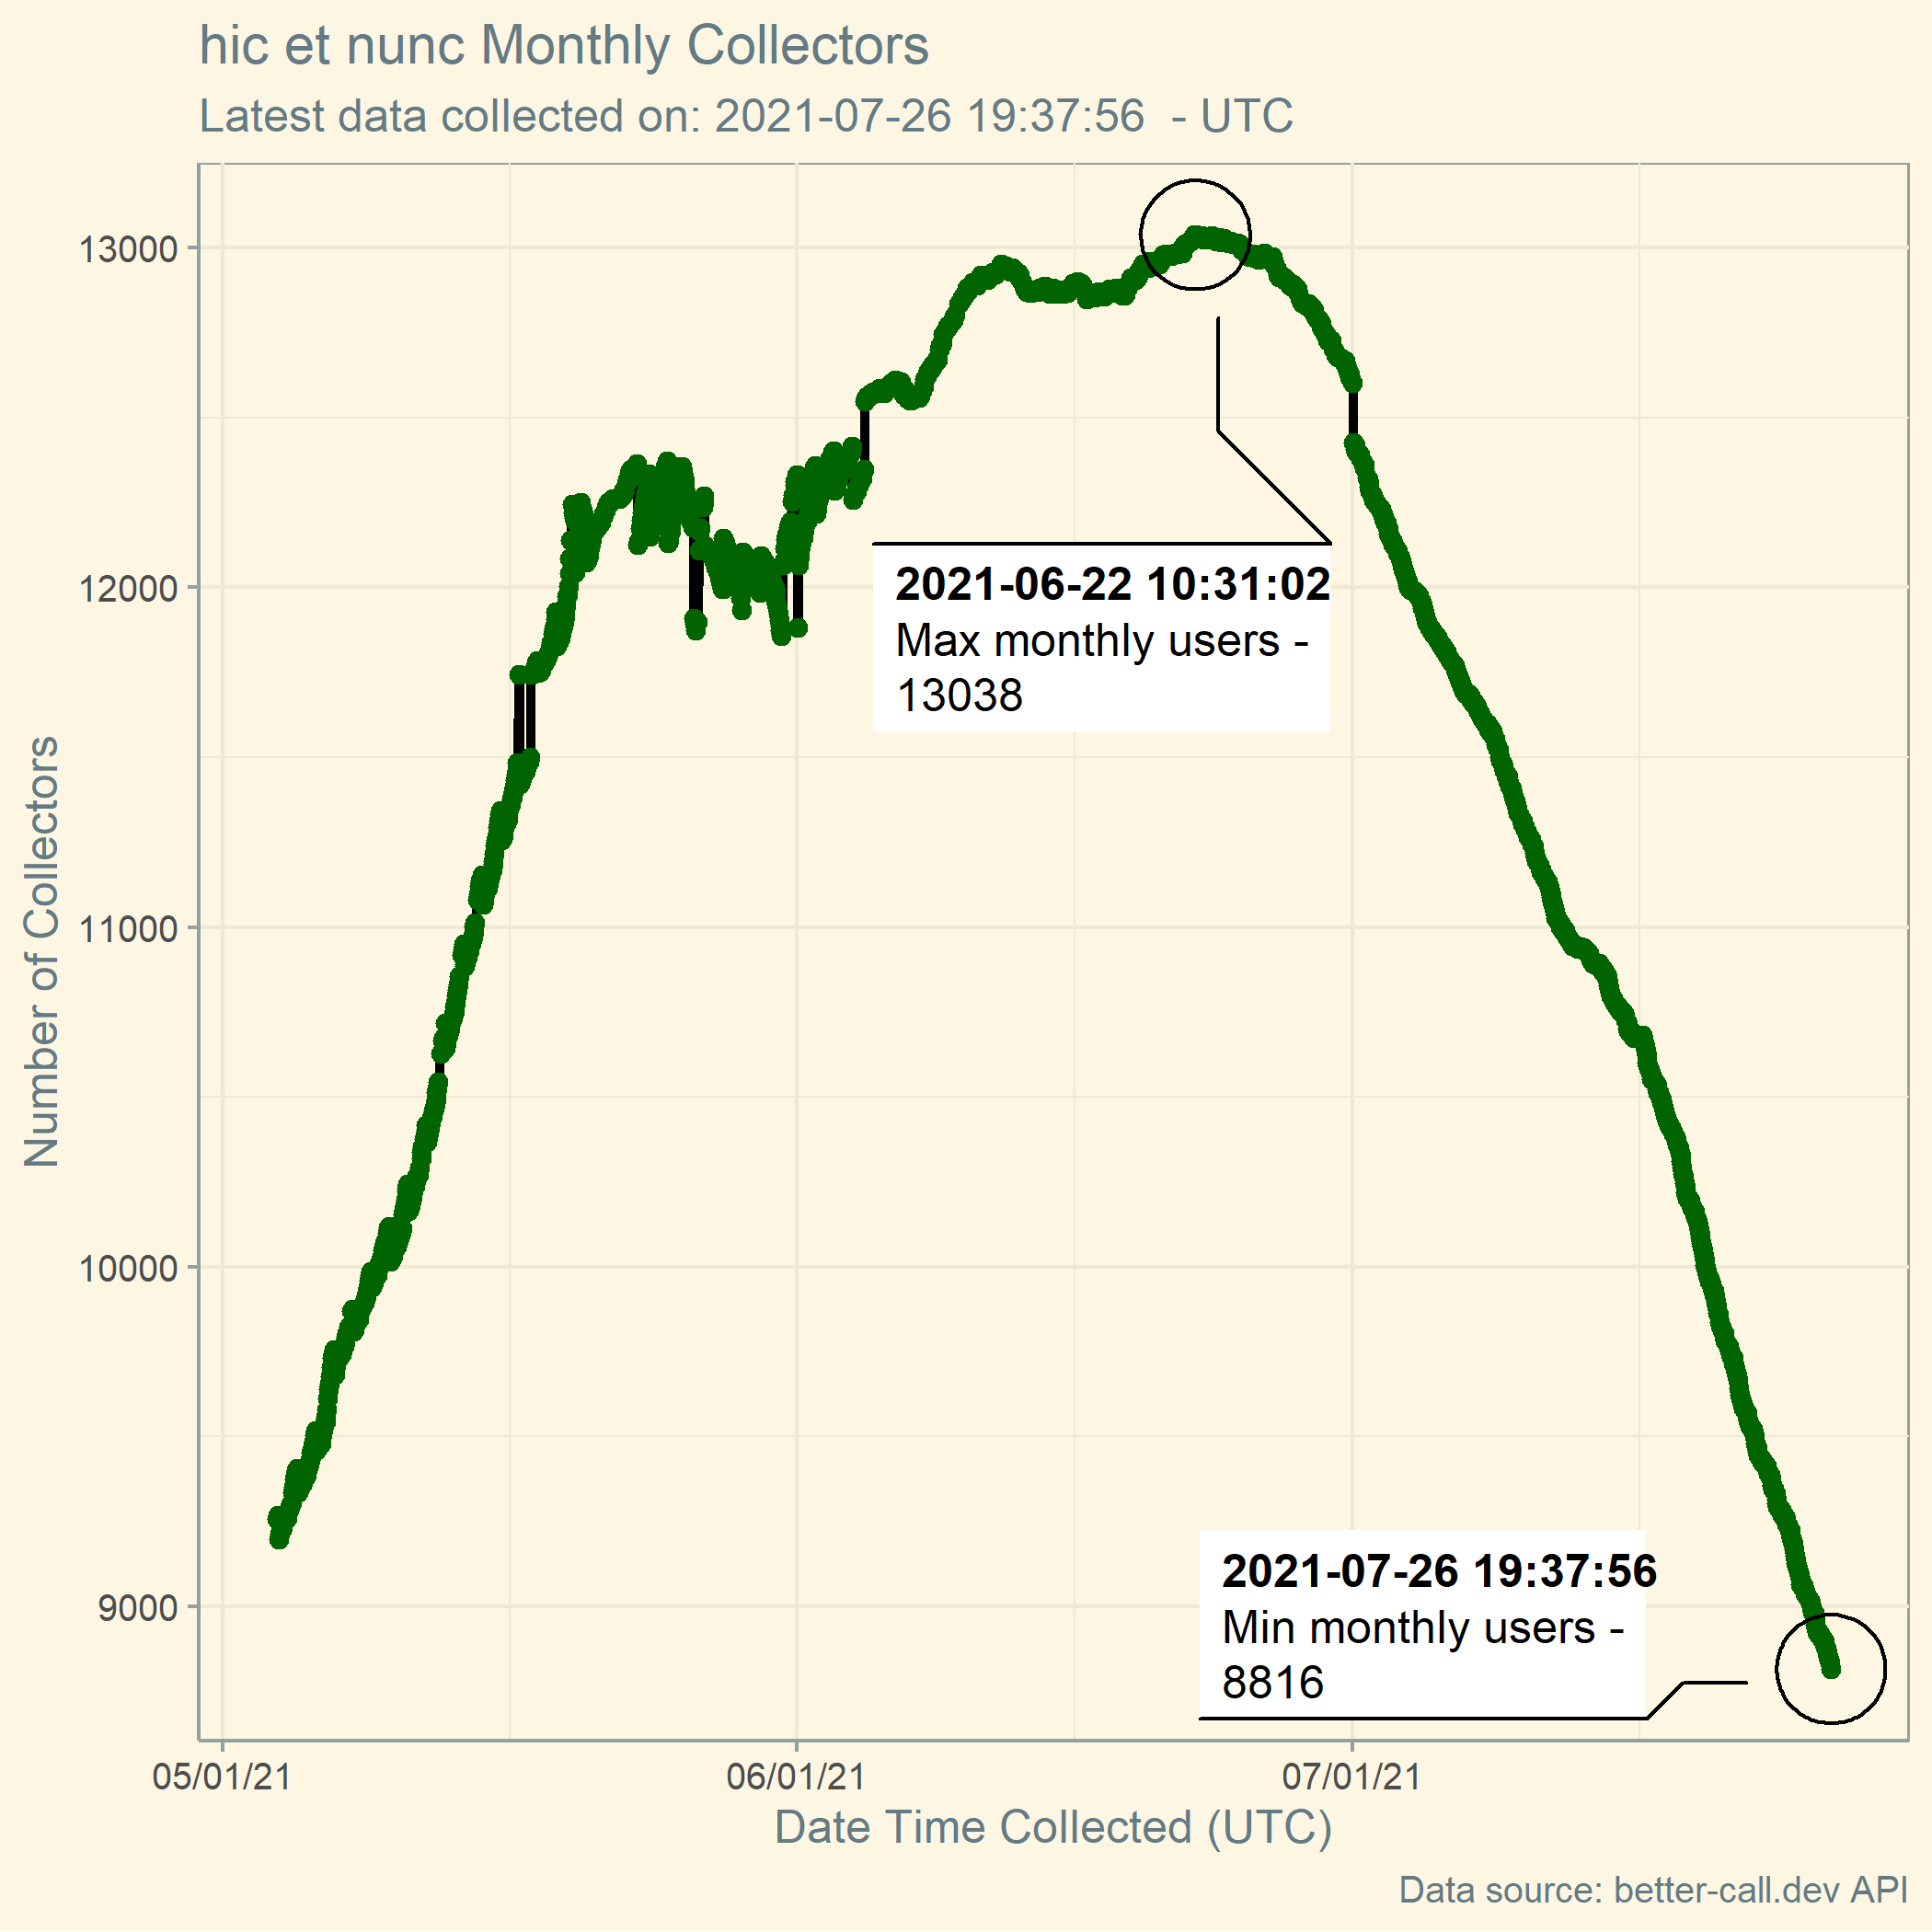 hic et nunc Monthly Collectors
Latest data collected on: 2021-07-26 19:37:56  - UTC
Number of Collectors
13000
12000
11000
10000
9000
2021-06-22 10:31:02
Max monthly users -
13038
2021-07-26 19:37:56
Min monthly users -
8816
05/01/21
06/01/21
07/01/21
Date Time Collected (UTC)
Data source: better-call.dev API